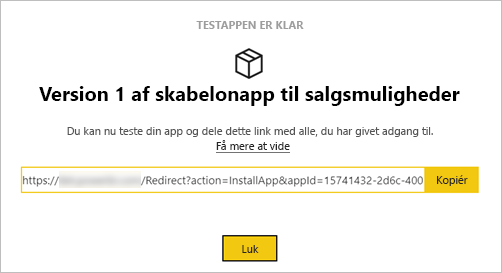 TESTAPPEN ER KLAR
Version 1 af skabelonapp til salgsmuligheder
Du kan nu teste din app og dele dette link med alle, du har givet adgang til.
Få mere at vide
https:// /Redirect?action=InstallApp&appId=15741432-2d6c-400 Kopiér
Luk